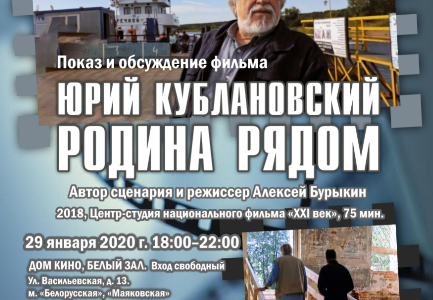 Показ и обсуждение фильма
ЮРИЙ КУБЛАНОВСКИЙ
РОДИНА РЯДОМ
Автор сценария и режиссер Алексей Бурыкин
2018, Центр-студия национального фильма «XXI век», 75 мин.
29 января 2020 г. 18:00–22:00
ДОМ КИНО, БЕЛЫЙ ЗАЛ. Вход свободный
Ул. Васильевская, д. 13.
м. «Белорусская», «Маяковская»